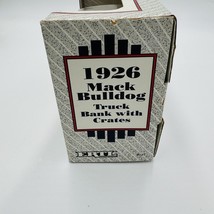 1926
Mack Bulldog
Truck
Bank with
Crates
ERTL